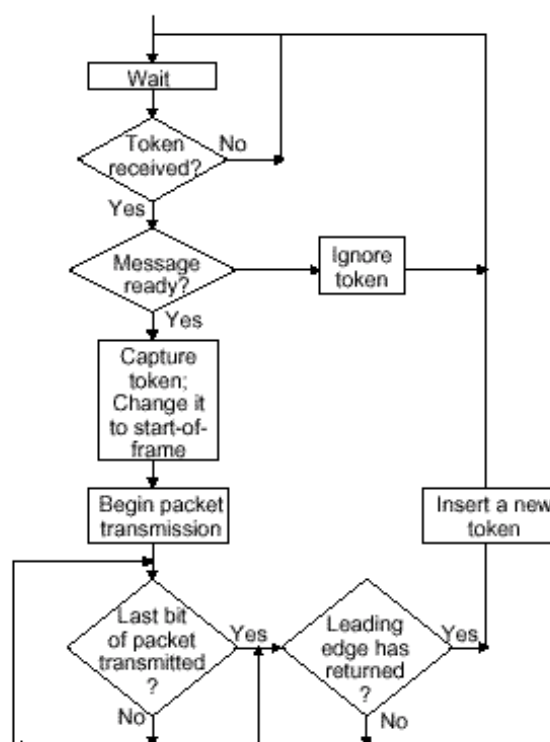 Wait
Token
received?
No
Yes
Message
ready?
Ignore
token
Yes
Capture
token;
Change it
to start-of-
frame
Begin packet
transmission
Insert a new
token
Last bit
of packet
transmitted
?
Yes
Leading
edge has
returned
?
Yes
No
No